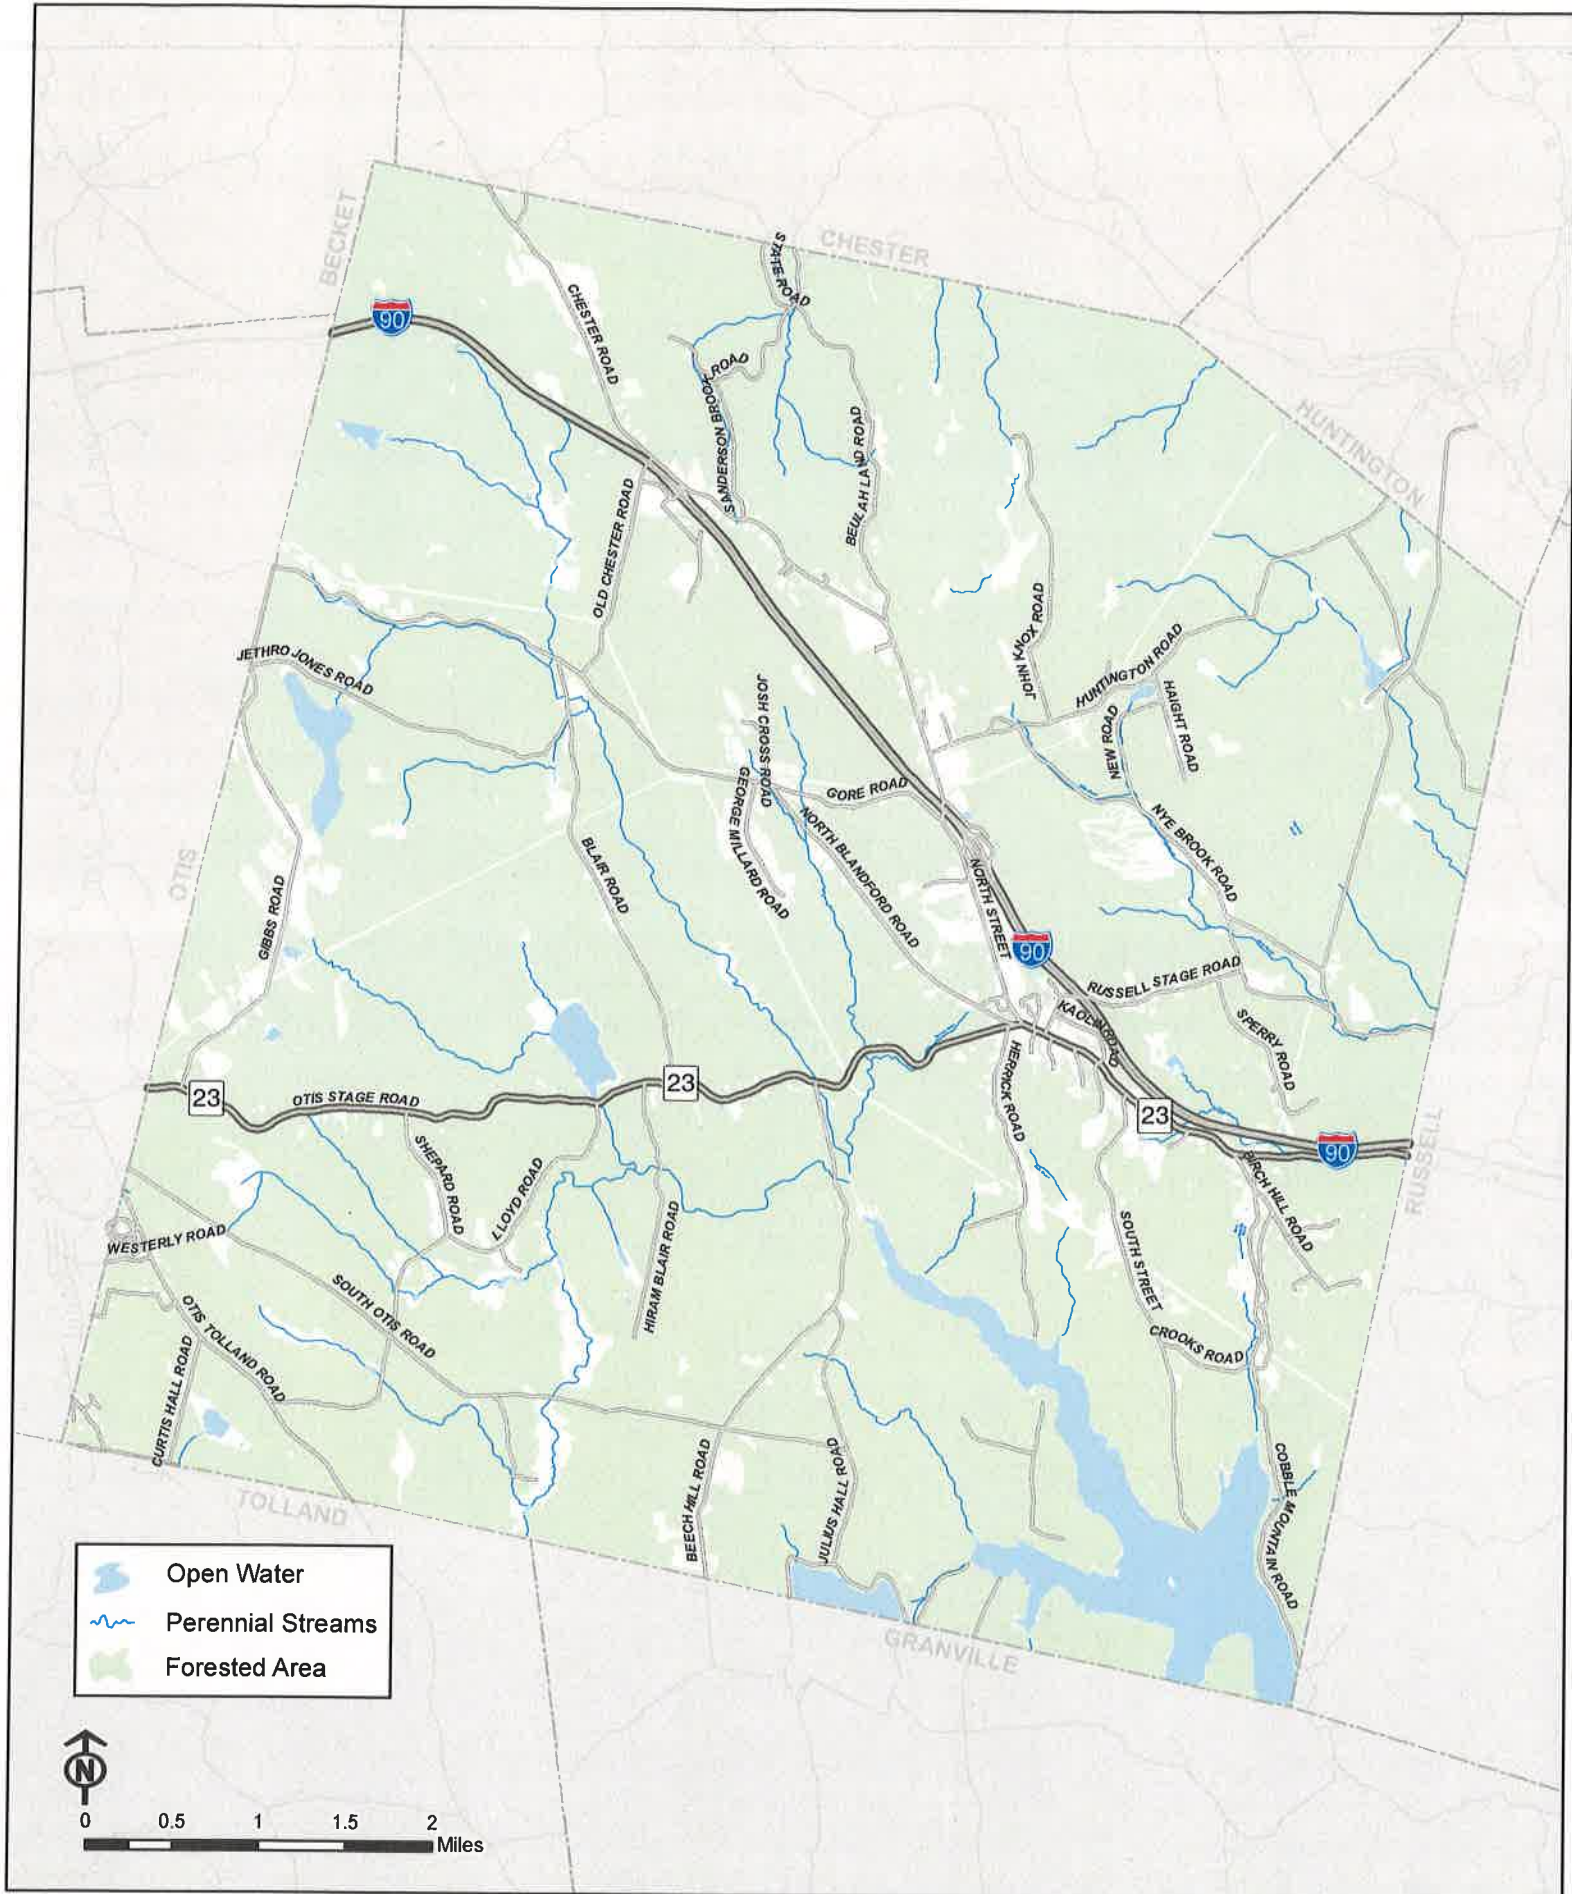 BECKET
CHESTER
STATE ROAD
90
CHESTER ROAD
SANDERSON BROOK ROAD
BEULAH LAND ROAD
HUNTINGTON
OLD CHESTER ROAD
JOHN KNOX ROAD
HUNTINGTON ROAD
JETHRO JONES ROAD
JOSH CROSS ROAD
HAIGHT ROAD
NEW ROAD
GEORGE MILLARD ROAD
GORE ROAD
NORTH BLANDFORD ROAD
NYE BROOK ROAD
OTIS
BLAIR ROAD
GIBBS ROAD
NORTH STREET
90
RUSSELL STAGE ROAD
KAOLIN ROAD
SPERRY ROAD
HERRICK ROAD
23
OTIS STAGE ROAD
23
23
90
RUSSELL
SHEPARD ROAD
LLOYD ROAD
BIRCH HILL ROAD
WESTERLY ROAD
HIRAM BLAIR ROAD
SOUTH STREET
SOUTH OTIS ROAD
OTIS TOLLAND ROAD
CROOKS ROAD
CURTIS HALL ROAD
BEECH HILL ROAD
JULIUS HALL ROAD
COBBLE MOUNTAIN ROAD
TOLLAND
GRANVILLE
Open Water
Perennial Streams
Forested Area
N
0 0.5 1 1.5 2
Miles